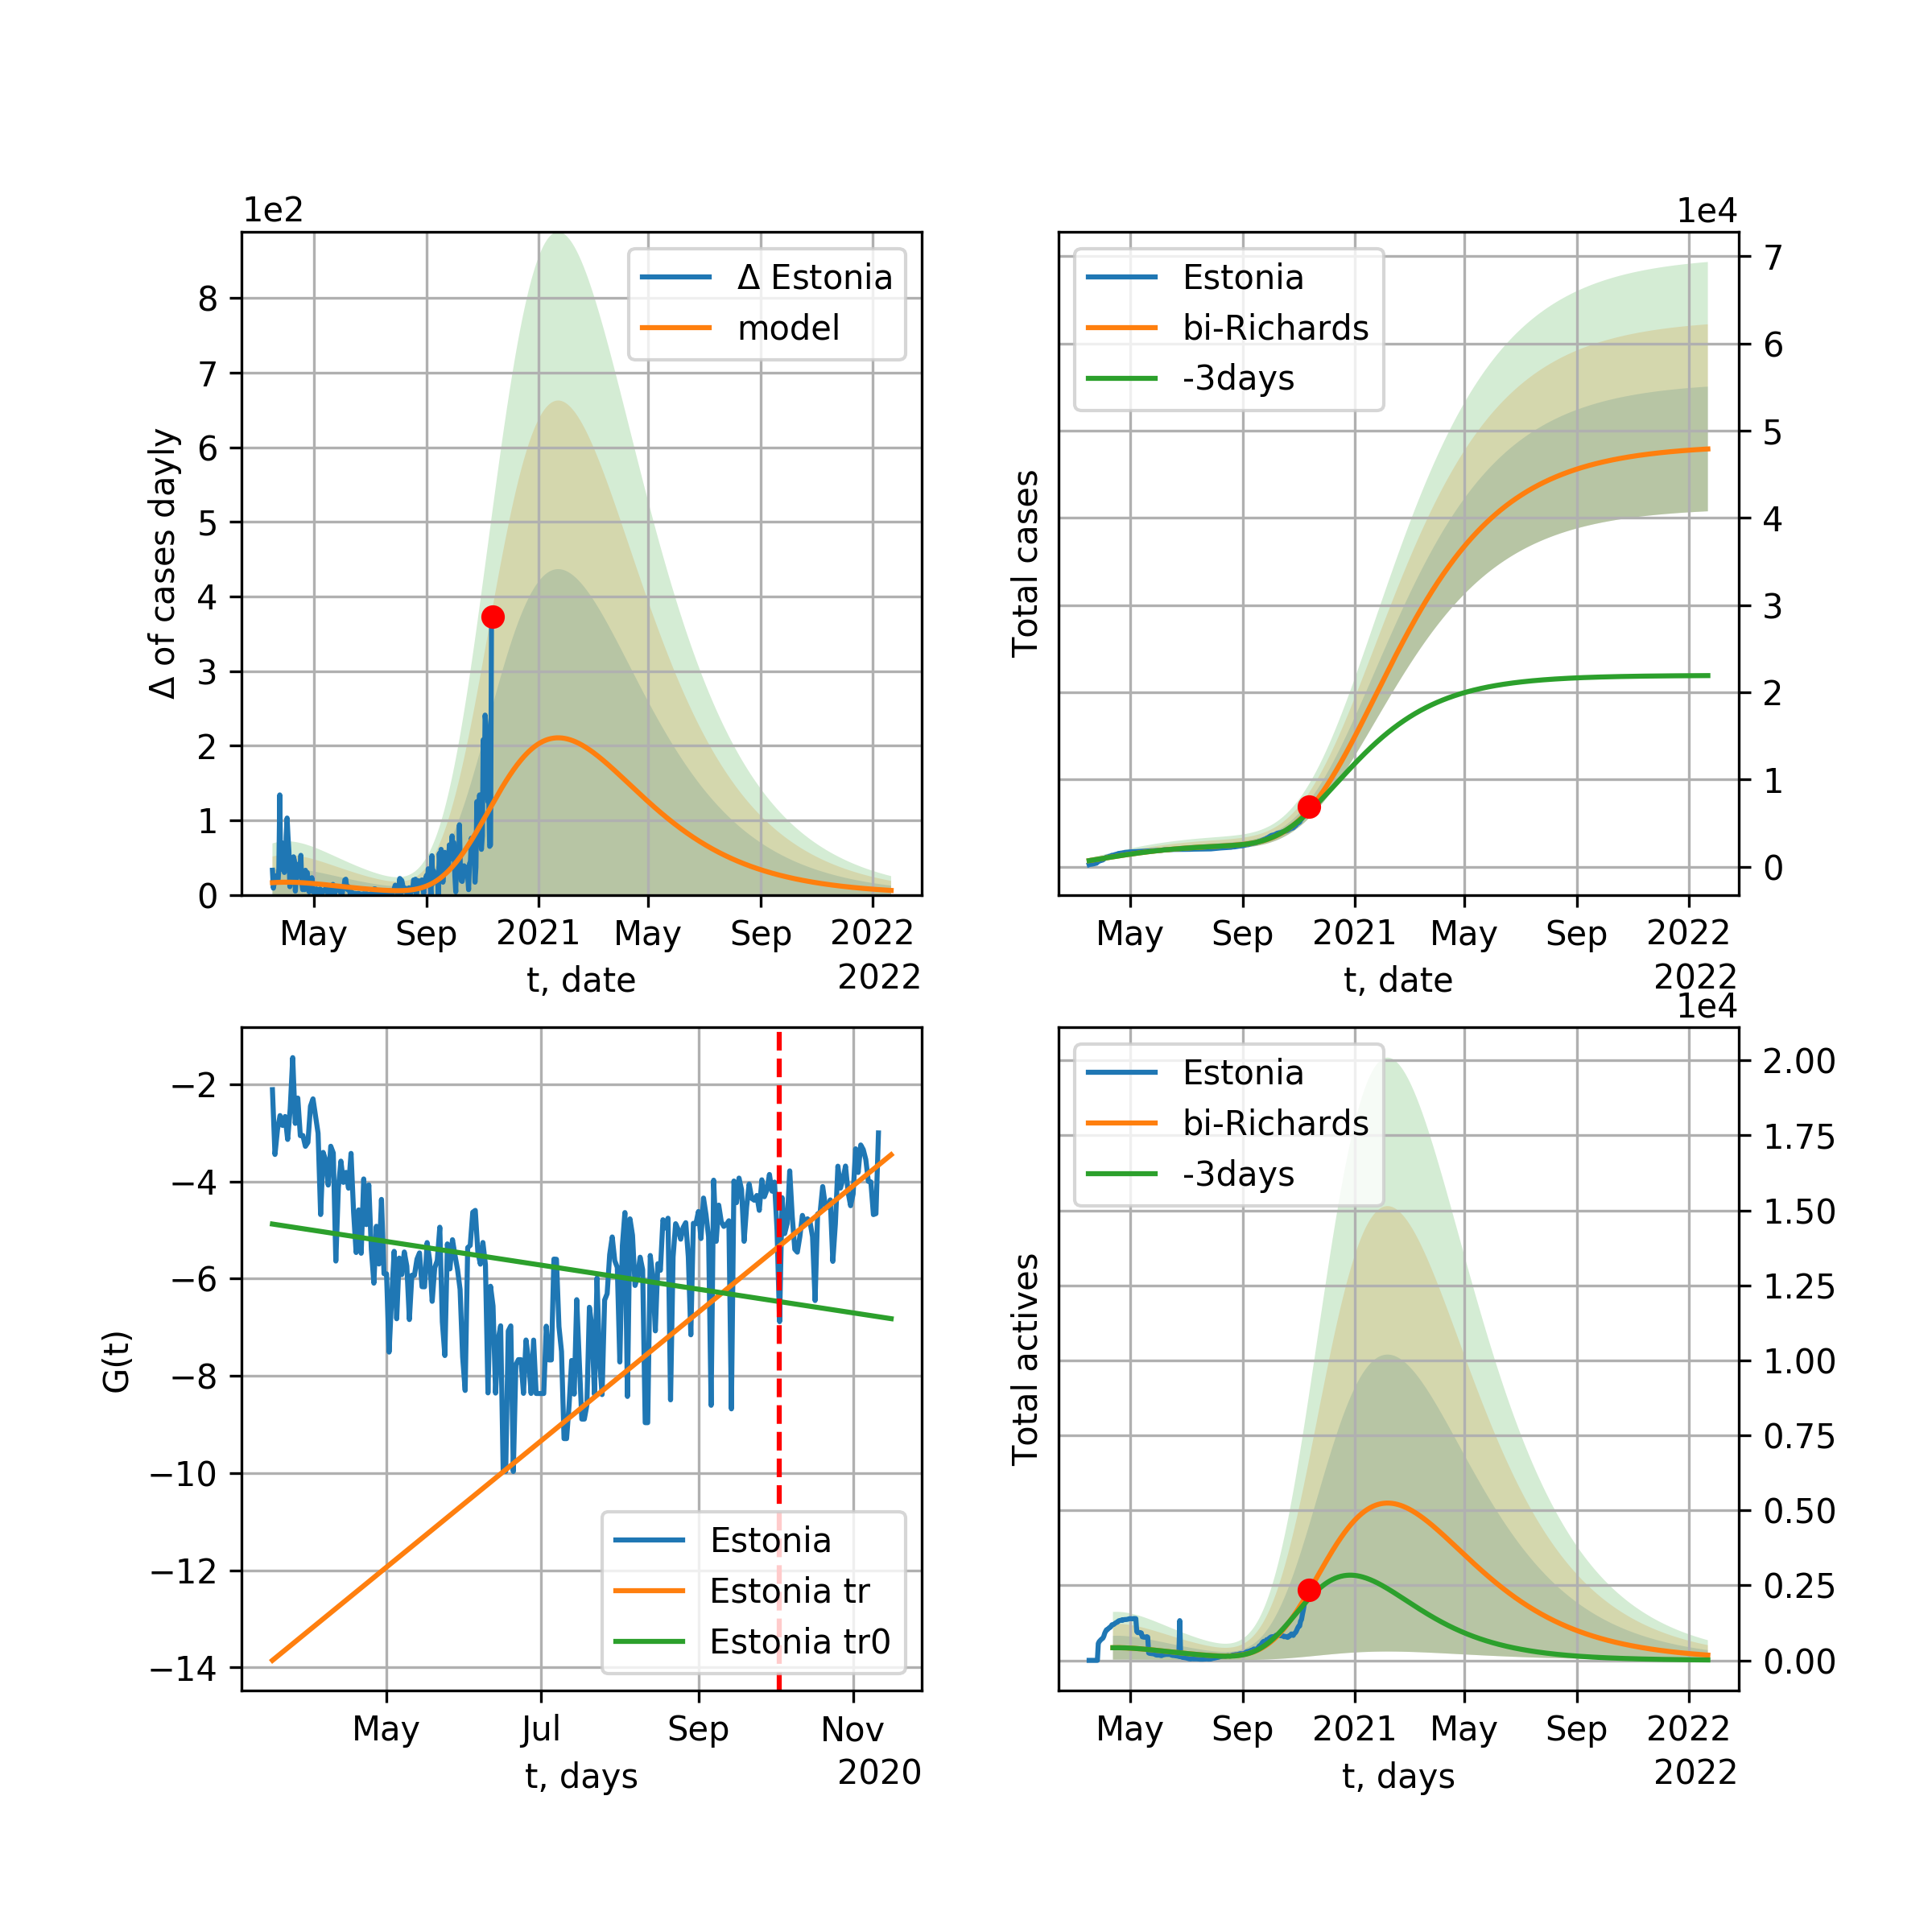 1e2
Δ of cases dayly
8
7
6
5
4
3
2
1
0
Δ Estonia
model
May
Sep
2021
May
Sep
2022
t, date
2022
1e4
Total cases
Estonia
bi-Richards
-3days
7
6
5
4
3
2
1
0
May
Sep
2021
May
Sep
2022
t, date
2022
G(t)
−2
−4
−6
−8
−10
−12
−14
Estonia
Estonia tr
Estonia tr0
May
Jul
Sep
Nov
t, days
2020
1e4
Total actives
Estonia
bi-Richards
-3days
2.00
1.75
1.50
1.25
1.00
0.75
0.50
0.25
0.00
May
Sep
2021
May
Sep
2022
t, days
2022